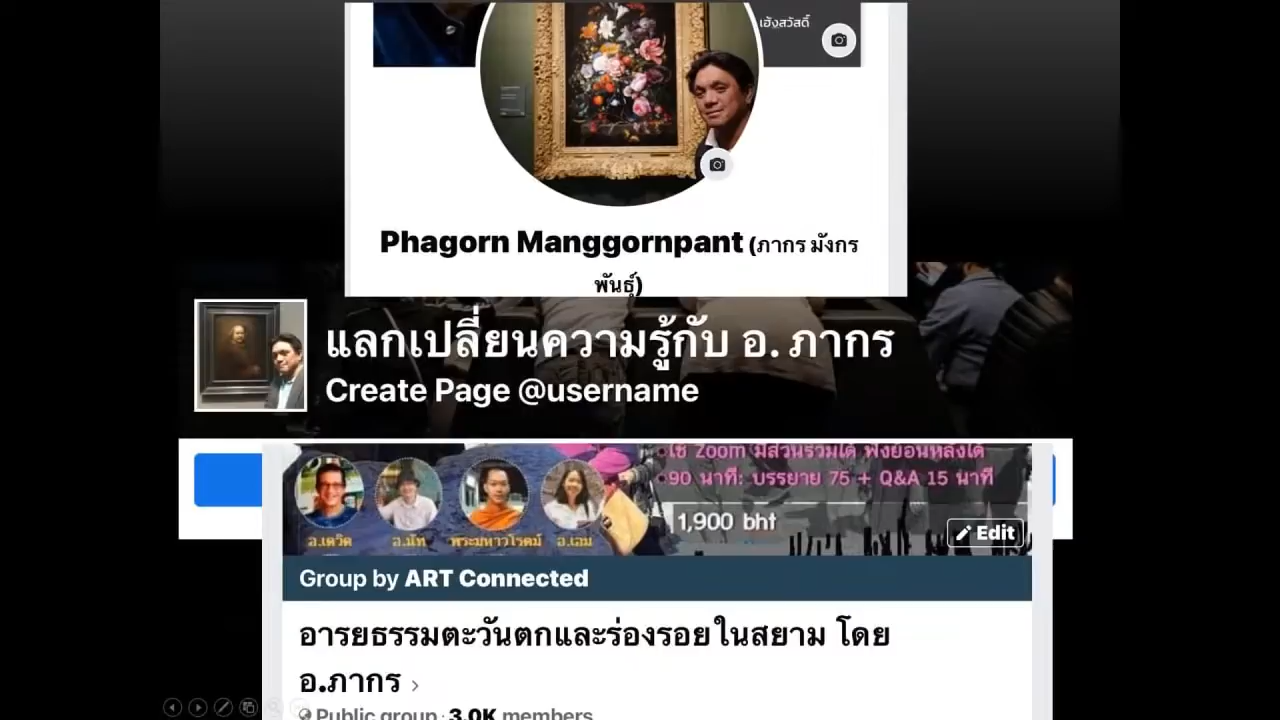 เฮ้งสวัสดิ์
Phagorn Manggornpant (ภากร มังกร
พันธุ์)
แลกเปลี่ยนความรู้กับ อ. ภากร
Create Page @username
Zoom มีส่วนร่วมได้ ฟังย้อนหลังได้
90 นาที: บรรยาย 75 + Q&A 15 นาที
1,900 bht
Edit
อ.เดวิด อ.นัท พระมหาวโรตม์ อ.เอม
Group by ART Connected
อารยธรรมตะวันตกและร่องรอยในสยาม โดย
อ.ภากร
Public group · 3.0K members